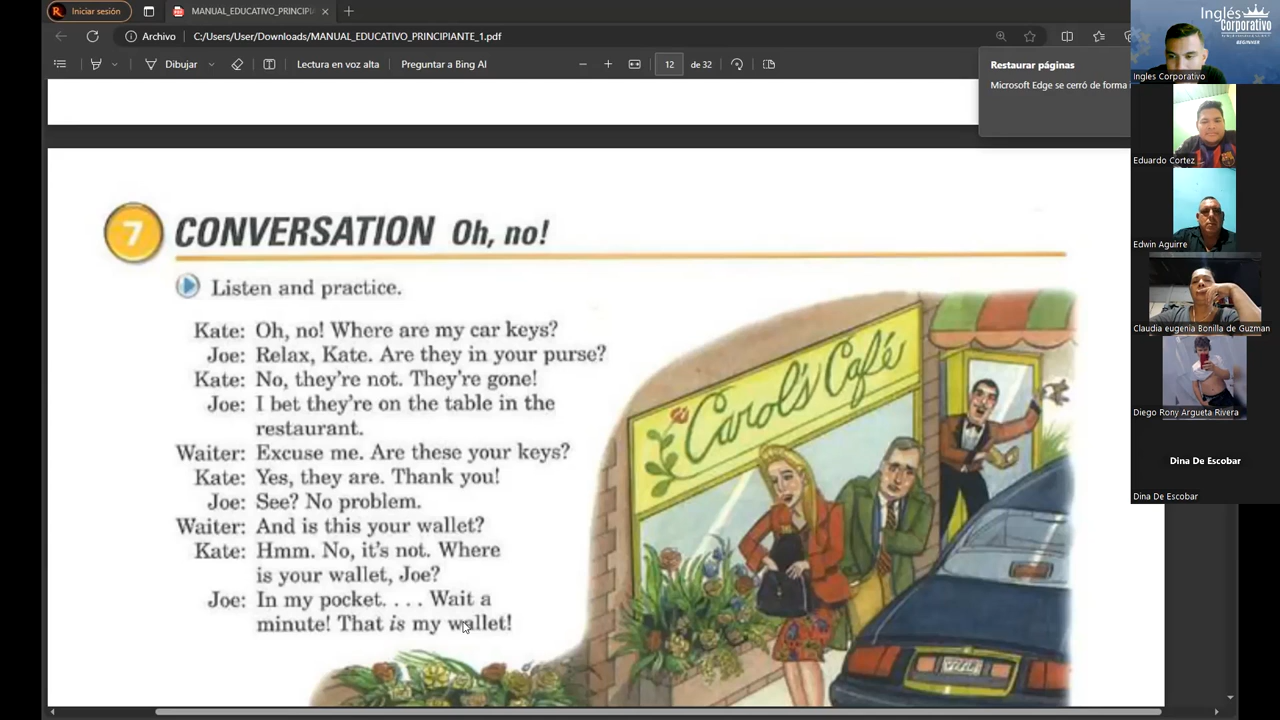 Iniciar sesión
MANUAL_EDUCATIVO_PRINCIPI
Archivo
C:/Users/User/Downloads/MANUAL_EDUCATIVO_PRINCIPIANTE_1.pdf
Dibujar
Lectura en voz alta
Preguntar a Bing AI
12
de 32
Restaurar páginas
Microsoft Edge se cerró de forma
7
CONVERSATION Oh, no!
Listen and practice.
Kate: Oh, no! Where are my car keys?
Joe: Relax, Kate. Are they in your purse?
Kate: No, they're not. They're gone!
Joe: I bet they're on the table in the
restaurant.
Waiter: Excuse me. Are these your keys?
Kate: Yes, they are. Thank you!
Joe: See? No problem.
Waiter: And is this your wallet?
Kate: Hmm. No, it's not. Where
is your wallet, Joe?
Joe: In my pocket. . . . Wait a
minute! That is my wallet!
Carol's Café
Inglés
Corporativo
BEGINNER
Ingles Corporativo
Eduardo Cortez
Edwin Aguirre
Claudia eugenia Bonilla de Guzman
Diego Rony Argueta Rivera
Dina De Escobar
Dina De Escobar